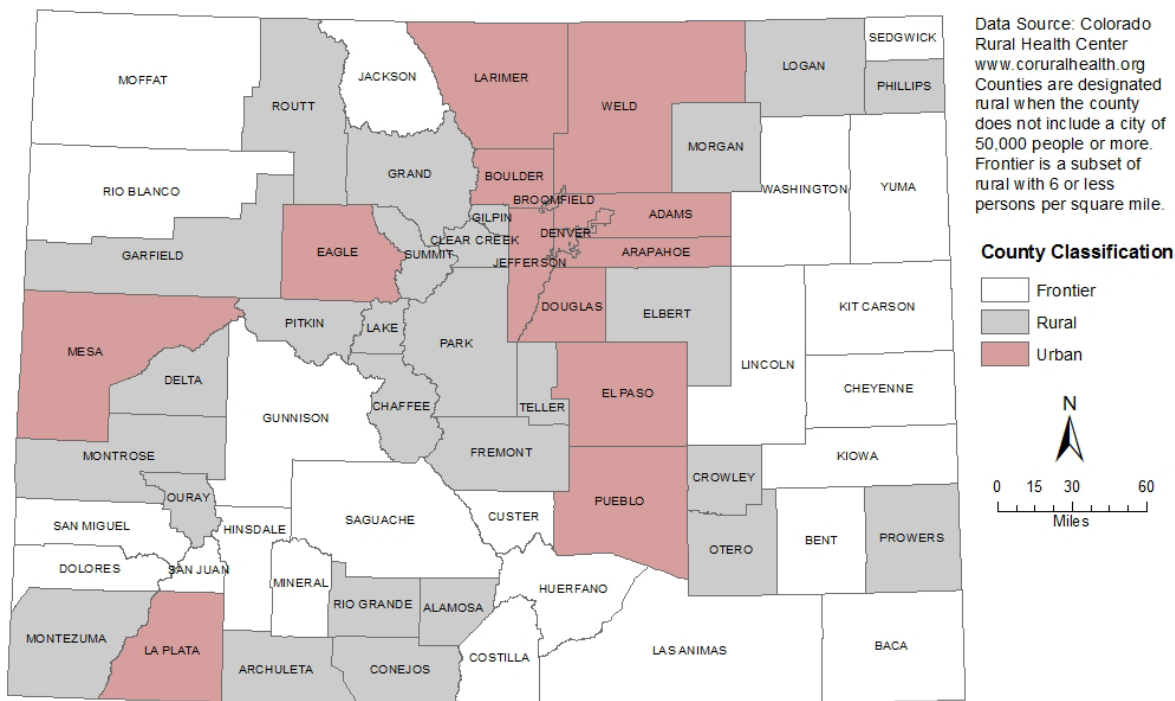 SEDGWICK
LOGAN
MOFFAT
JACKSON
LARIMER
WELD
PHILLIPS
ROUTT
MORGAN
GRAND
BOULDER
RIO BLANCO
WASHINGTON
YUMA
BROOMFIELD
GILPIN
ADAMS
DENVER
CLEAR CREEK
EAGLE
SUMMIT
ARAPAHOE
GARFIELD
JEFFERSON
DOUGLAS
KIT CARSON
ELBERT
PITKIN
LAKE
PARK
MESA
LINCOLN
DELTA
CHEYENNE
EL PASO
CHAFFEE
TELLER
GUNNISON
FREMONT
KIOWA
MONTROSE
CROWLEY
OURAY
PUEBLO
SAGUACHE
CUSTER
SAN MIGUEL
HINSDALE
OTERO
BENT
PROWERS
DOLORES
SAN JUAN
MINERAL
HUERFANO
RIO GRANDE
ALAMOSA
MONTEZUMA
LA PLATA
COSTILLA
LAS ANIMAS
BACA
ARCHULETA
CONEJOS
Data Source: Colorado
Rural Health Center
www.coruralhealth.org
Counties are designated
rural when the county
does not include a city of
50,000 people or more.
Frontier is a subset of
rural with 6 or less
persons per square mile.
County Classification
Frontier
Rural
Urban
N
0 15 30 60
Miles